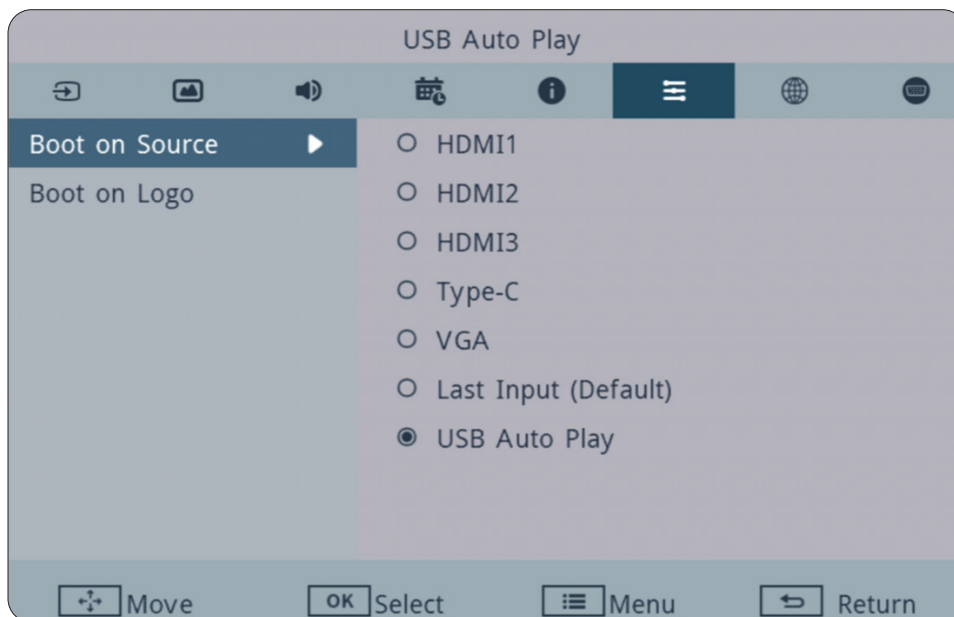 USB Auto Play
Boot on Source
HDMI1
Boot on Logo
HDMI2
HDMI3
Type-C
VGA
Last Input (Default)
USB Auto Play
Move
OK Select
Menu
Return